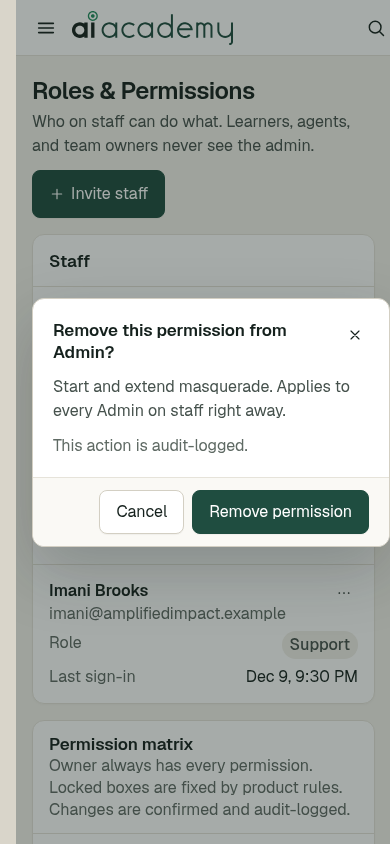 ai academy
Roles & Permissions
Who on staff can do what. Learners, agents,
and team owners never see the admin.
+ Invite staff
Staff
Remove this permission from
Admin?
×
Start and extend masquerade. Applies to
every Admin on staff right away.
This action is audit-logged.
Cancel
Remove permission
Imani Brooks
...
imani@amplifiedimpact.example
Role
Support
Last sign-in
Dec 9, 9:30 PM
Permission matrix
Owner always has every permission.
Locked boxes are fixed by product rules.
Changes are confirmed and audit-logged.